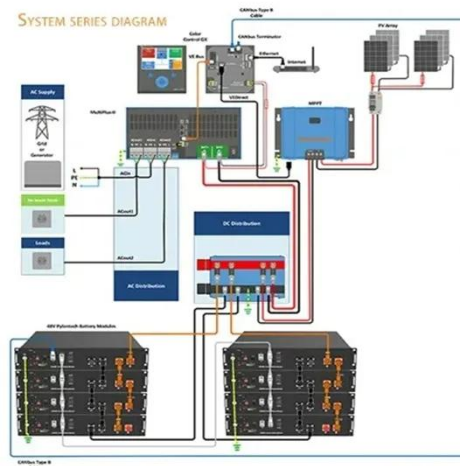 SYSTEM SERIES DIAGRAM
CANbus Type B
Cable
Color
Control GX
CANbus Terminator
PV Array
VE Bus
Ethernet
Internet
AC Supply
MultiPlus-II
VEDirect
MPPT
Grid
or
Generator
L
PE
N
ACin
ACout1
Loads
DC Distribution
ACout2
AC Distribution
48V Pylontech Battery Modules
CANbus Type B